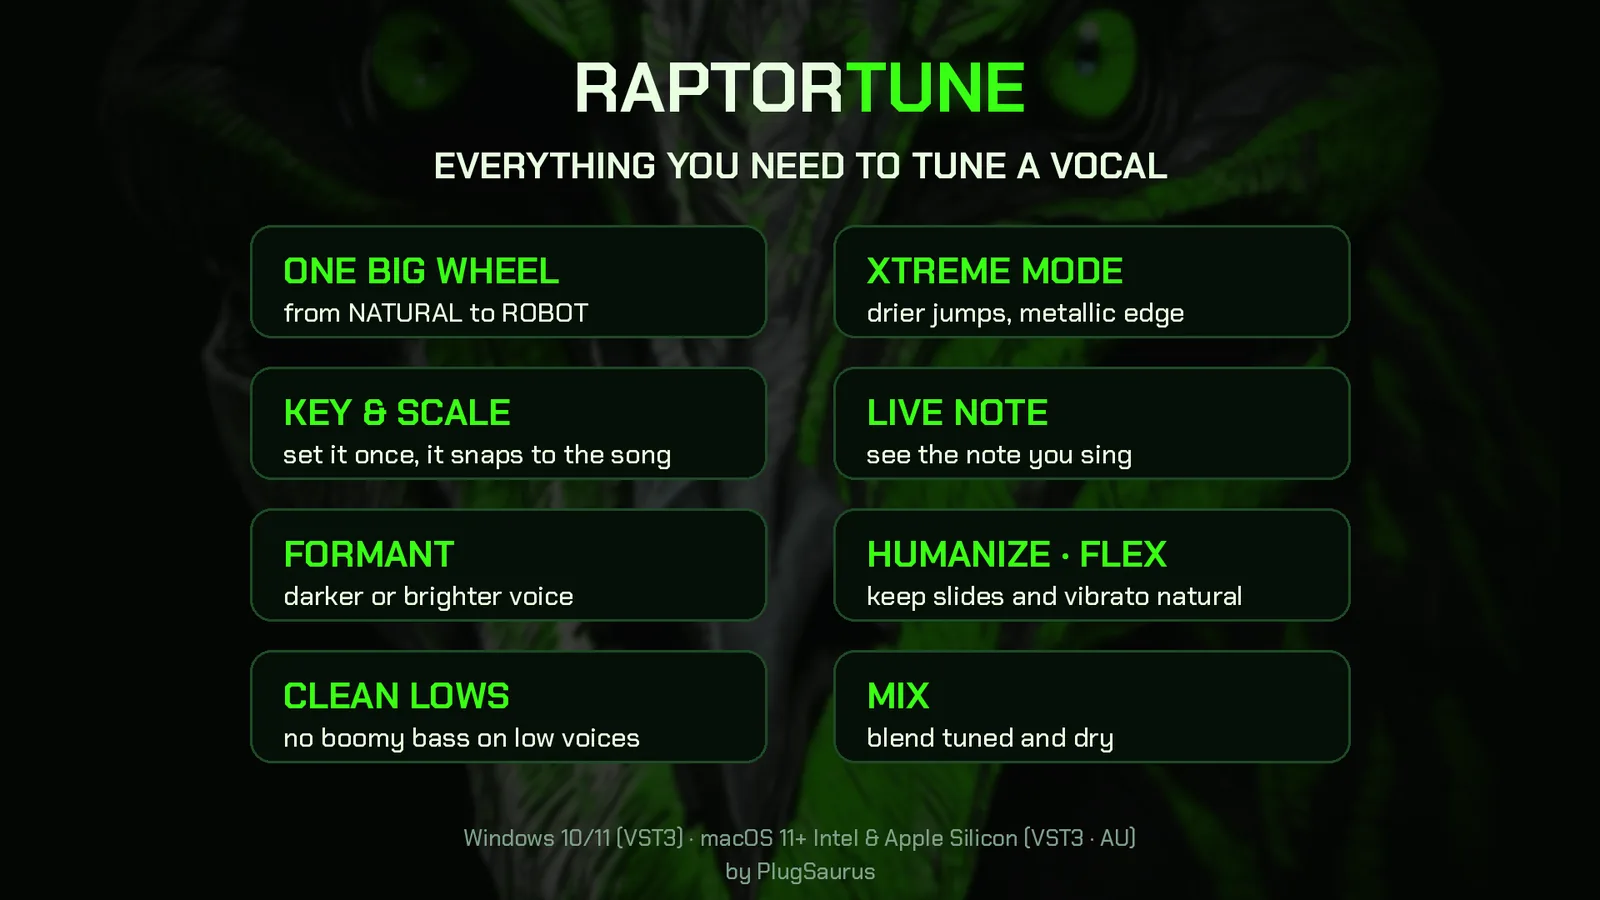 RAPTORTUNE
EVERYTHING YOU NEED TO TUNE A VOCAL
ONE BIG WHEEL
from NATURAL to ROBOT
XTREME MODE
drier jumps, metallic edge
KEY & SCALE
set it once, it snaps to the song
LIVE NOTE
see the note you sing
FORMANT
darker or brighter voice
HUMANIZE · FLEX
keep slides and vibrato natural
CLEAN LOWS
no boomy bass on low voices
MIX
blend tuned and dry
Windows 10/11 (VST3) · macOS 11+ Intel & Apple Silicon (VST3 · AU)
by PlugSaurus